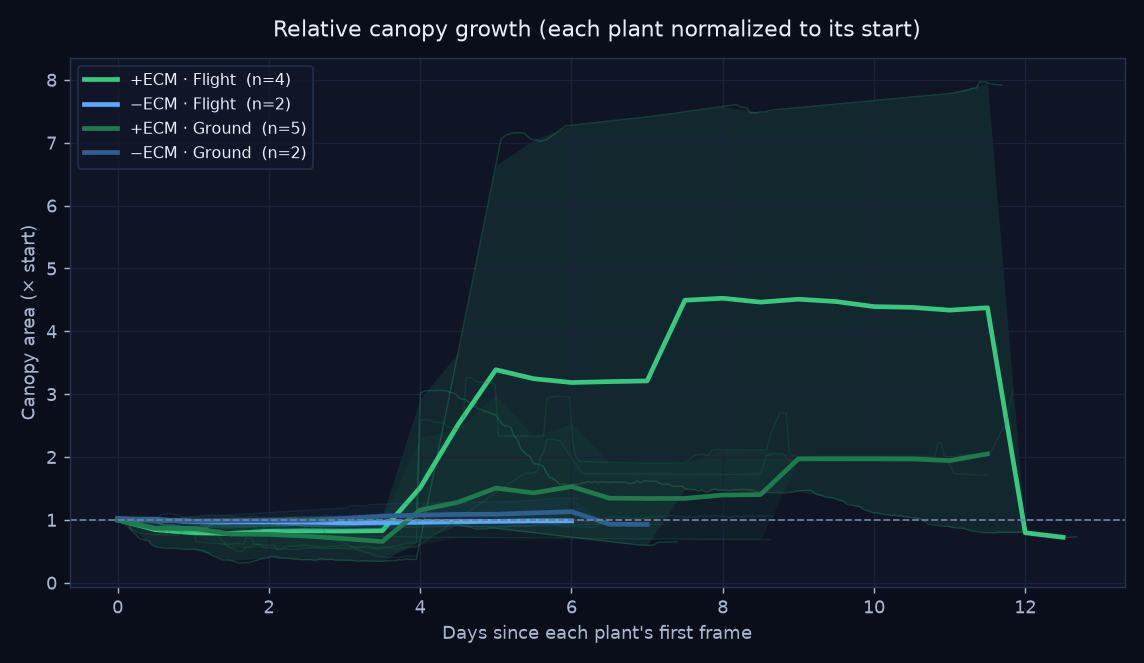 Relative canopy growth (each plant normalized to its start)
+ECM · Flight (n=4)
−ECM · Flight (n=2)
+ECM · Ground (n=5)
−ECM · Ground (n=2)
Canopy area (× start)
8
7
6
5
4
3
2
1
0
0 2 4 6 8 10 12
Days since each plant's first frame